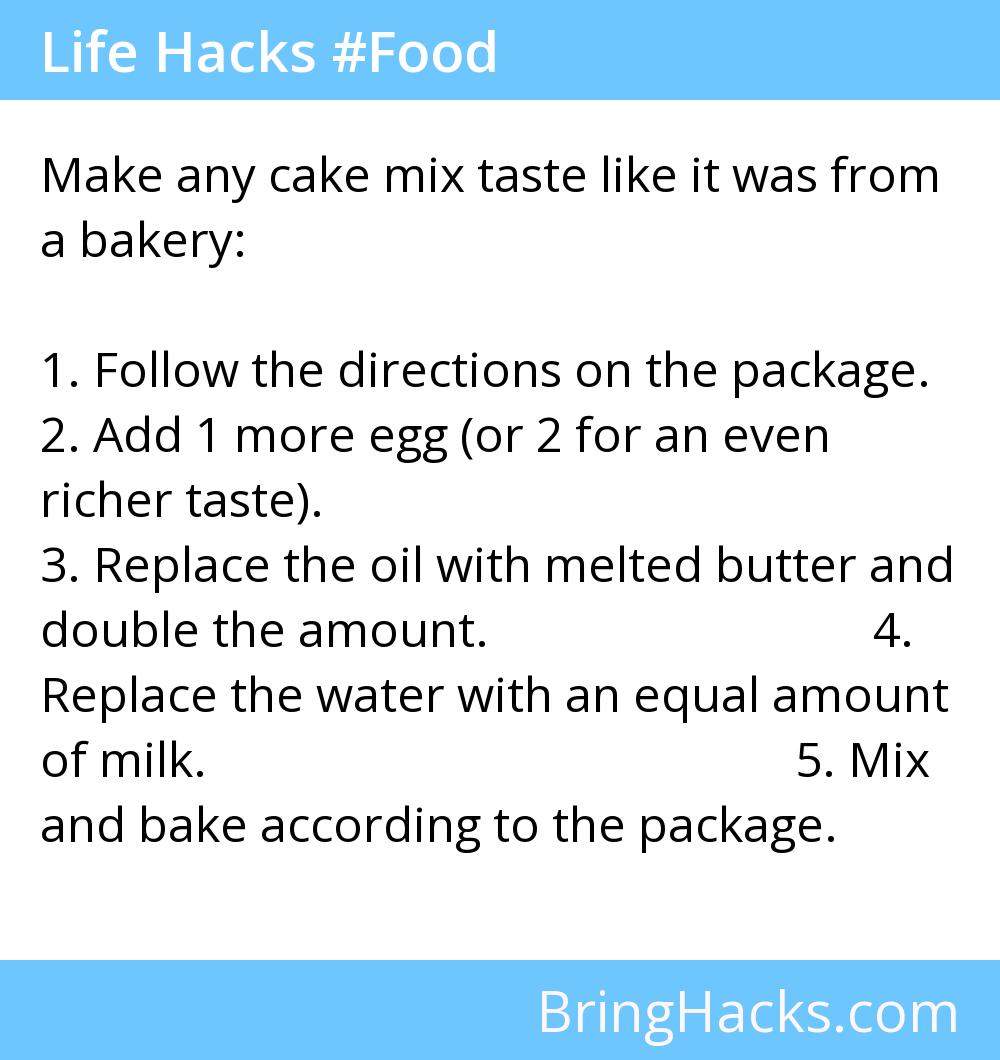 Life Hacks #Food
Make any cake mix taste like it was from
a bakery:
1. Follow the directions on the package.
2. Add 1 more egg (or 2 for an even
richer taste).
3. Replace the oil with melted butter and
double the amount. 4.
Replace the water with an equal amount
of milk. 5. Mix
and bake according to the package.
BringHacks.com